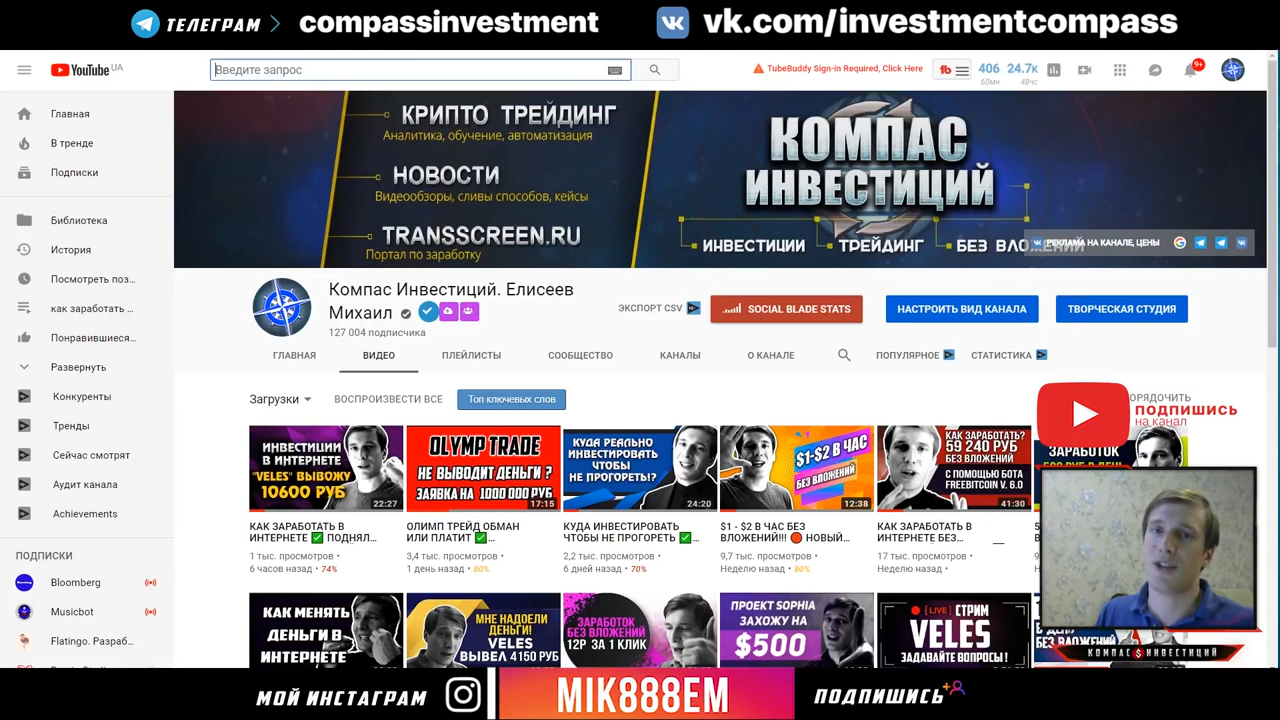 ТЕЛЕГРАМ compassinvestment vk.com/investmentcompass
YouTube UA
Введите запрос
TubeBuddy Sign-in Required, Click Here
tb
406 24.7к
60мн 48чс
9+
Главная
В тренде
Подписки
Библиотека
История
Посмотреть поз...
как заработать ...
Понравившиеся...
Развернуть
Конкуренты
Тренды
Сейчас смотрят
Аудит канала
Achievements
ПОДПИСКИ
Bloomberg
Musicbot
Flatingo. Разраб...
КРИПТО ТРЕЙДИНГ
Аналитика, обучение, автоматизация
НОВОСТИ
Видеообзоры, сливы способов, кейсы
TRANSSCREEN.RU
Портал по заработку
КОМПАС
ИНВЕСТИЦИЙ
ИНВЕСТИЦИИ ТРЕЙДИНГ БЕЗ ВЛОЖЕНИЙ
РЕКЛАМА НА КАНАЛЕ, ЦЕНЫ
Компас Инвестиций. Елисеев
Михаил
127 004 подписчика
ЭКСПОРТ CSV
SOCIAL BLADE STATS
НАСТРОИТЬ ВИД КАНАЛА
ТВОРЧЕСКАЯ СТУДИЯ
ГЛАВНАЯ ВИДЕО ПЛЕЙЛИСТЫ СООБЩЕСТВО КАНАЛЫ О КАНАЛЕ ПОПУЛЯРНОЕ СТАТИСТИКА
Загрузки ВОСПРОИЗВЕСТИ ВСЕ Топ ключевых слов
ОРЯДОЧИТЬ
подпишись
на канал
ИНВЕСТИЦИИ
В ИНТЕРНЕТЕ
"VELES" ВЫВОЖУ
10600 РУБ
22:27
КАК ЗАРАБОТАТЬ В
ИНТЕРНЕТЕ ✅ ПОДНЯЛ...
1 тыс. просмотров •
6 часов назад • 74%
OLYMP TRADE
НЕ ВЫВОДИТ ДЕНЬГИ ?
ЗАЯВКА НА 1000 000 РУБ
17:15
ОЛИМП ТРЕЙД ОБМАН
ИЛИ ПЛАТИТ ✅...
3,4 тыс. просмотров •
1 день назад • 80%
КУДА РЕАЛЬНО
ИНВЕСТИРОВАТЬ
ЧТОБЫ
НЕ ПРОГОРЕТЬ!?
24:20
КУДА ИНВЕСТИРОВАТЬ
ЧТОБЫ НЕ ПРОГОРЕТЬ ✅...
2,2 тыс. просмотров •
6 дней назад • 70%
$1-$2 В ЧАС
БЕЗ ВЛОЖЕНИЙ
12:38
$1 - $2 В ЧАС БЕЗ
ВЛОЖЕНИЙ!!! 🔴 НОВЫЙ...
9,7 тыс. просмотров •
Неделю назад • 80%
КАК ЗАРАБОТАТЬ?
59 240 РУБ
БЕЗ ВЛОЖЕНИЙ
С ПОМОЩЬЮ БОТА
FREEBITCOIN V. 6.0
41:30
КАК ЗАРАБОТАТЬ В
ИНТЕРНЕТЕ БЕЗ...
17 тыс. просмотров •
Неделю назад •
ЗАРАБОТОК
КАК МЕНЯТЬ
ДЕНЬГИ В
ИНТЕРНЕТЕ
МНЕ НАДОЕЛИ
ДЕНЬГИ!
VELES
ВЫВЕЛ 4150 РУБ
ЗАРАБОТОК
БЕЗ ВЛОЖЕНИЙ
12Р ЗА 1 КЛИК
ПРОЕКТ SOPHIA
ЗАХОЖУ НА
$500
[LIVE] СТРИМ
VELES
ЗАДАВАЙТЕ ВОПРОСЫ!
КОМПАС $ ИНВЕСТИЦИЙ
МОЙ ИНСТАГРАМ MIK888EM ПОДПИШИСЬ